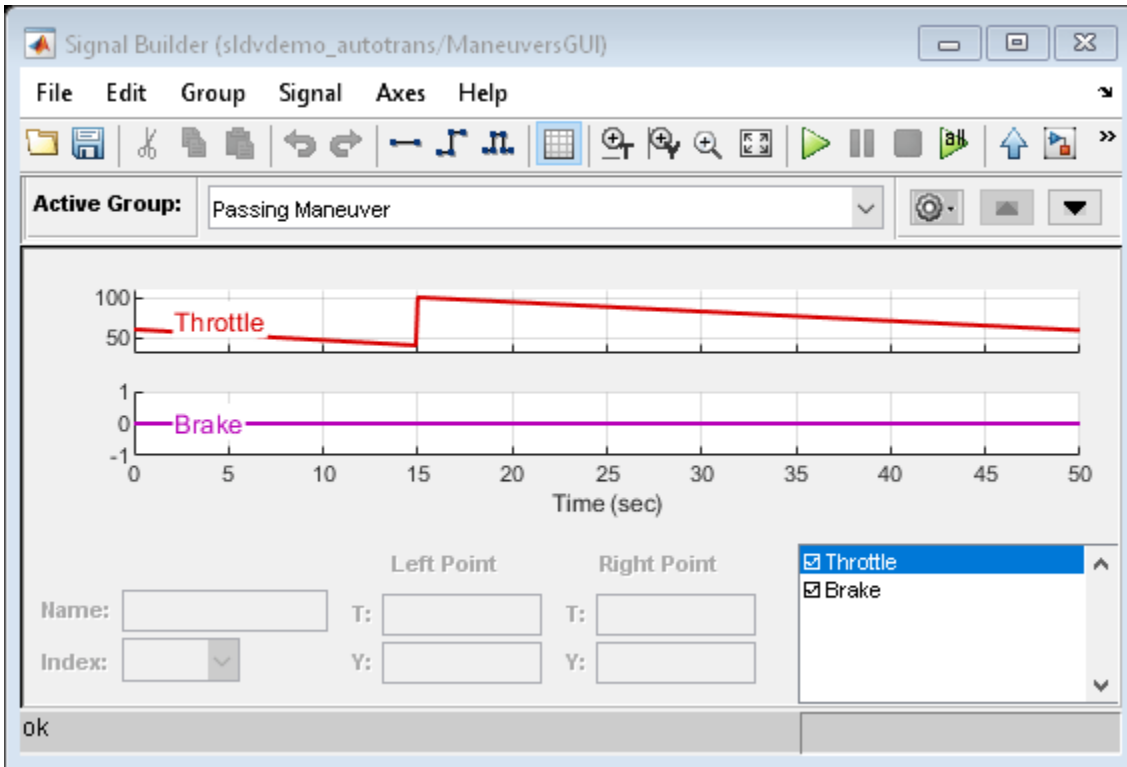 Signal Builder (sldvdemo_autotrans/ManeuversGUI)
File Edit Group Signal Axes Help
Active Group: Passing Maneuver
100
Throttle
50
1
0 Brake
-1
0 5 10 15 20 25 30 35 40 45 50
Time (sec)
Left Point Right Point
Throttle
Brake
Name: T: T:
Index: Y: Y:
ok